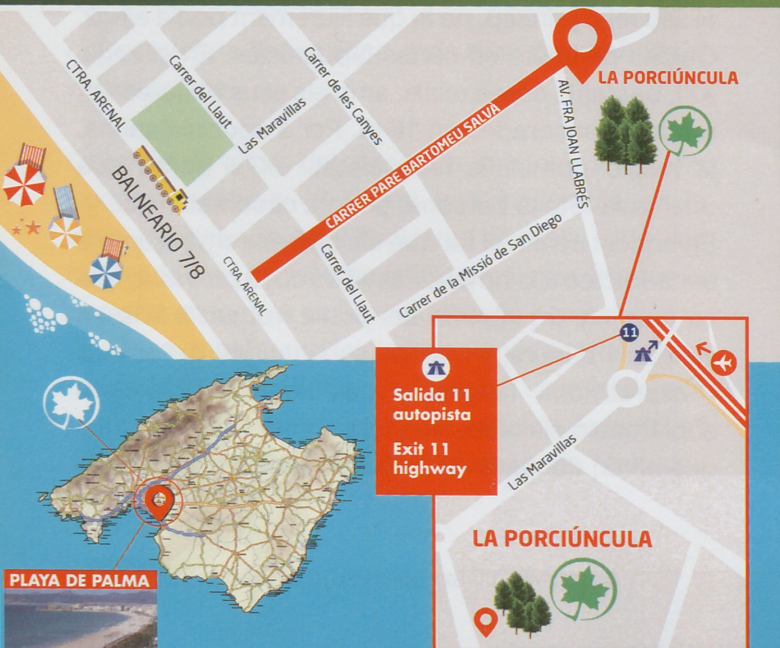 CTRA. ARENAL
Carrer del Llaut
Las Maravillas
Carrer de les Canyes
CARRER PARE BARTOMEU SALVÀ
AV. FRA JOAN LLABRÉS
LA PORCIÚNCULA
BALNEARIO 7/8
CTRA. ARENAL
Carrer del Llaut
Carrer de la Missió de San Diego
11
Salida 11
autopista
Exit 11
highway
Las Maravillas
LA PORCIÚNCULA
PLAYA DE PALMA